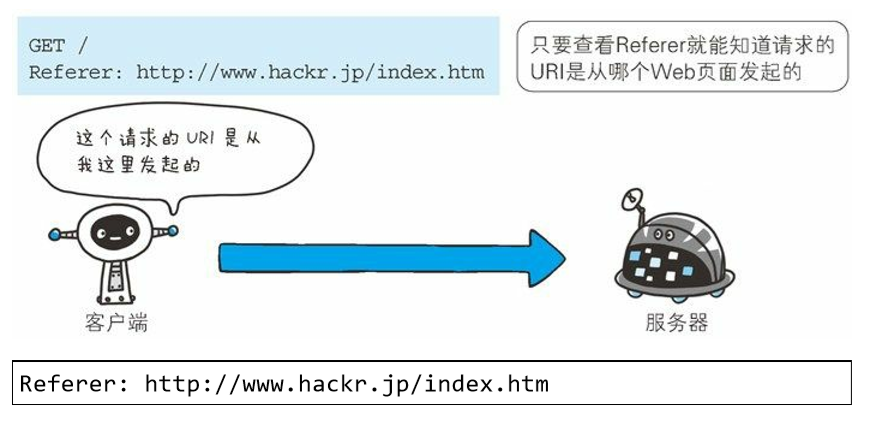 GET /
Referer: http://www.hackr.jp/index.htm
只要查看Referer就能知道请求的
URI是从哪个Web页面发起的
这个请求的 URI 是从
我这里发起的
客户端
服务器
Referer: http://www.hackr.jp/index.htm